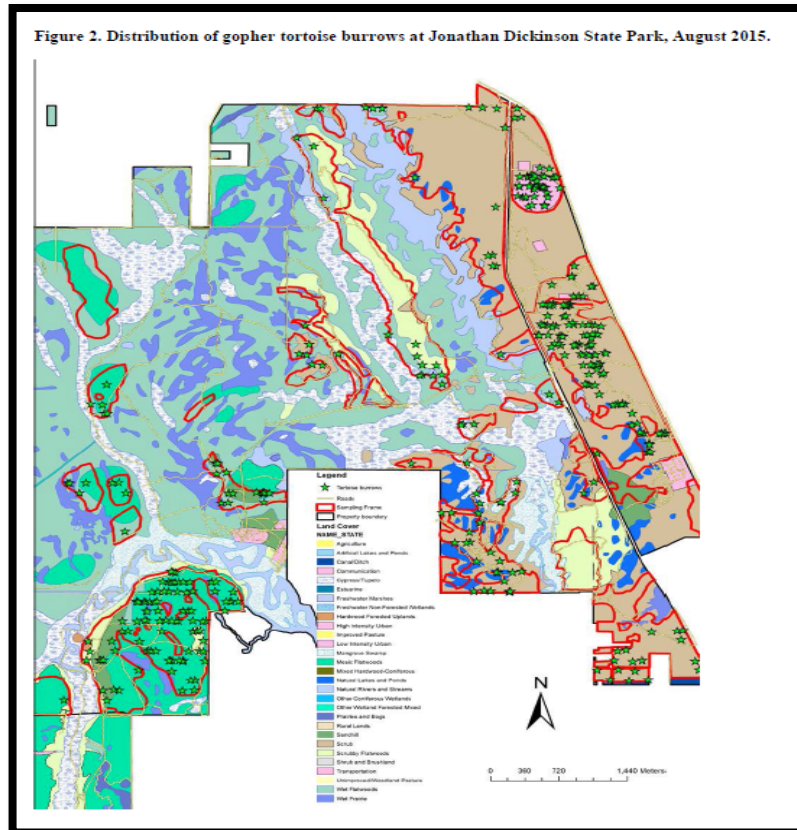 Figure 2. Distribution of gopher tortoise burrows at Jonathan Dickinson State Park, August 2015.
Legend
Tortoise burrows
Roads
Sampling Frame
Property boundary
Land Cover
NAME_STATE
Agriculture
Artificial Lakes and Ponds
Canal/Ditch
Communication
Cypress/Tupelo
Estuarine
Freshwater Marshes
Freshwater Non-Forested Wetlands
Hardwood Forested Uplands
High Intensity Urban
Improved Pasture
Low Intensity Urban
Mangrove Swamp
Mesic Flatwoods
Mixed Hardwood-Coniferous
Natural Lakes and Ponds
Natural Rivers and Streams
Other Coniferous Wetlands
Other Wetland Forested Mixed
Prairies and Bogs
Rural Lands
Sandhill
Scrub
Scrubby Flatwoods
Shrub and Brushland
Transportation
Unimproved/Woodland Pasture
Wet Flatwoods
Wet Prairie
N
0 360 720 1,440 Meters